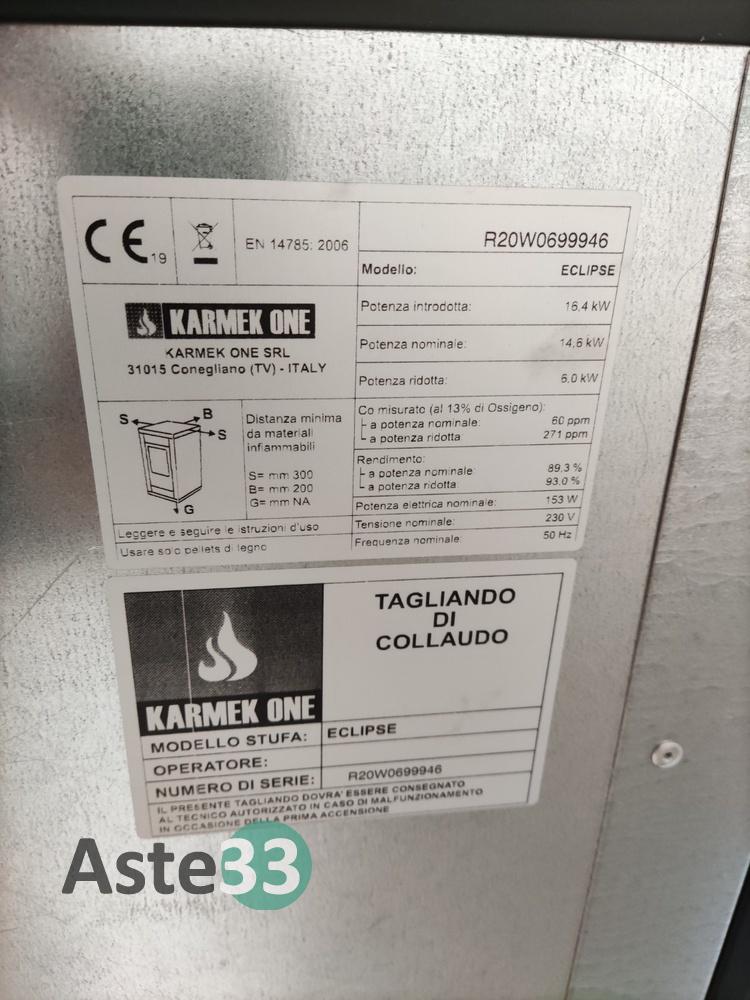 CE 19
EN 14785: 2006
R20W0699946
Modello: ECLIPSE
KARMEK ONE
KARMEK ONE SRL
31015 Conegliano (TV) - ITALY
Potenza introdotta: 16,4 kW
Potenza nominale: 14,6 kW
Potenza ridotta: 6,0 kW
S
B
S
G
Distanza minima
da materiali
infiammabili
S= mm 300
B= mm 200
G= mm NA
Co misurato (al 13% di Ossigeno):
a potenza nominale: 60 ppm
a potenza ridotta: 271 ppm
Rendimento:
a potenza nominale: 89,3 %
a potenza ridotta: 93,0 %
Potenza elettrica nominale: 153 W
Tensione nominale: 230 V
Frequenza nominale: 50 Hz
Leggere e seguire le istruzioni d'uso
Usare solo pellets di legno
TAGLIANDO
DI
COLLAUDO
KARMEK ONE
MODELLO STUFA: ECLIPSE
OPERATORE:
NUMERO DI SERIE: R20W0699946
IL PRESENTE TAGLIANDO DOVRA' ESSERE CONSEGNATO
AL TECNICO AUTORIZZATO IN CASO DI MALFUNZIONAMENTO
IN OCCASIONE DELLA PRIMA ACCENSIONE
Aste33